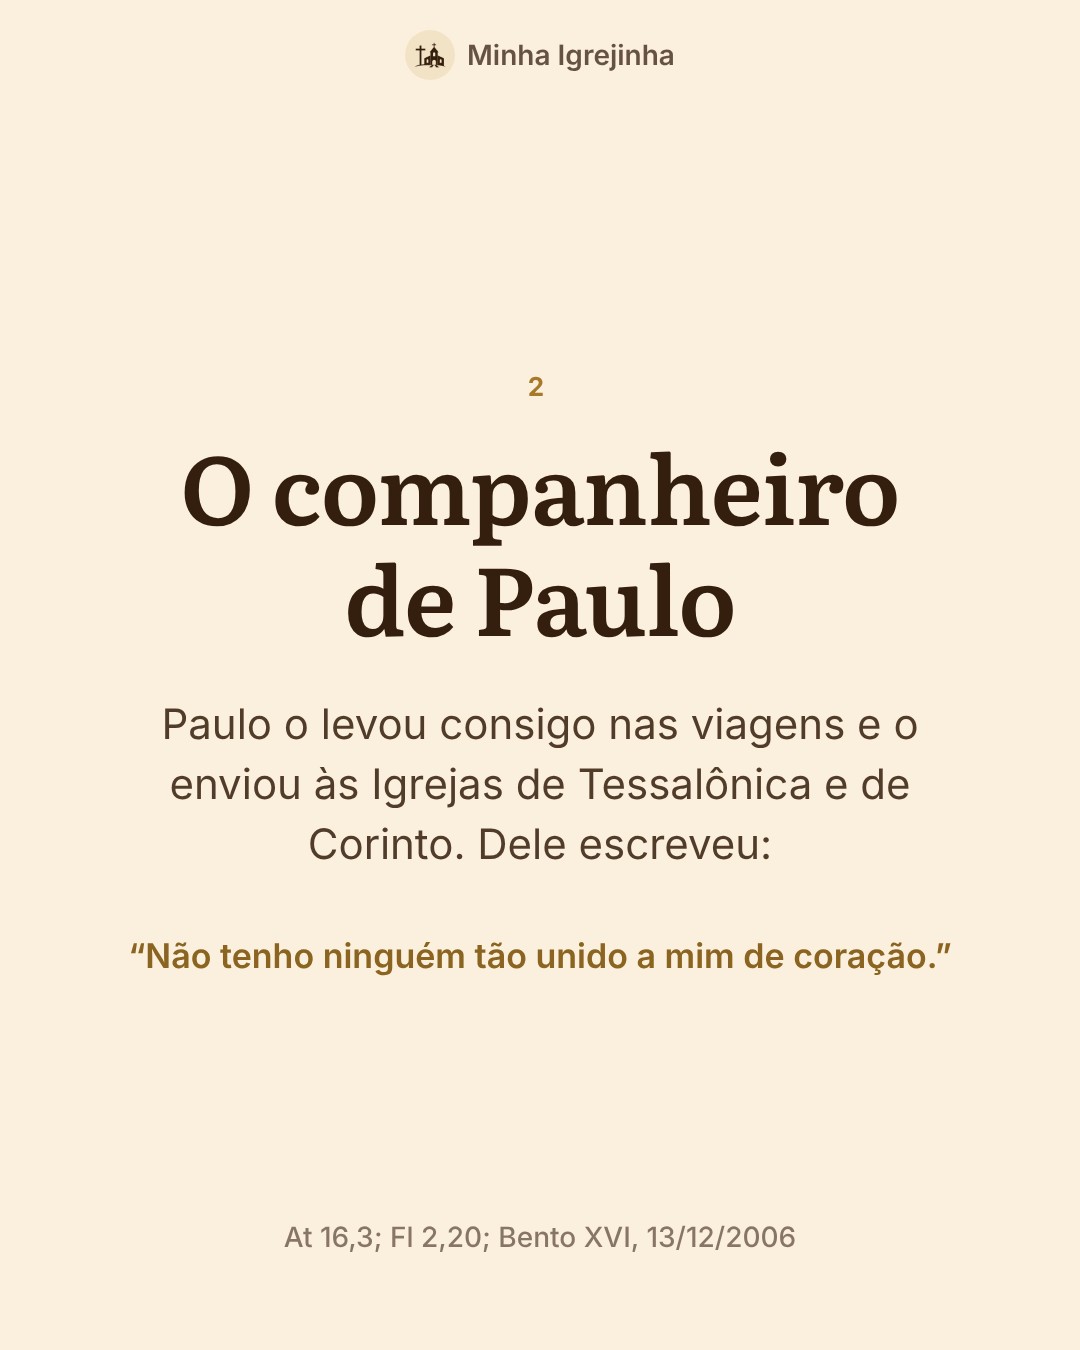 Minha Igrejinha
2
O companheiro
de Paulo
Paulo o levou consigo nas viagens e o
enviou às Igrejas de Tessalônica e de
Corinto. Dele escreveu:
“Não tenho ninguém tão unido a mim de coração.”
At 16,3; Fl 2,20; Bento XVI, 13/12/2006